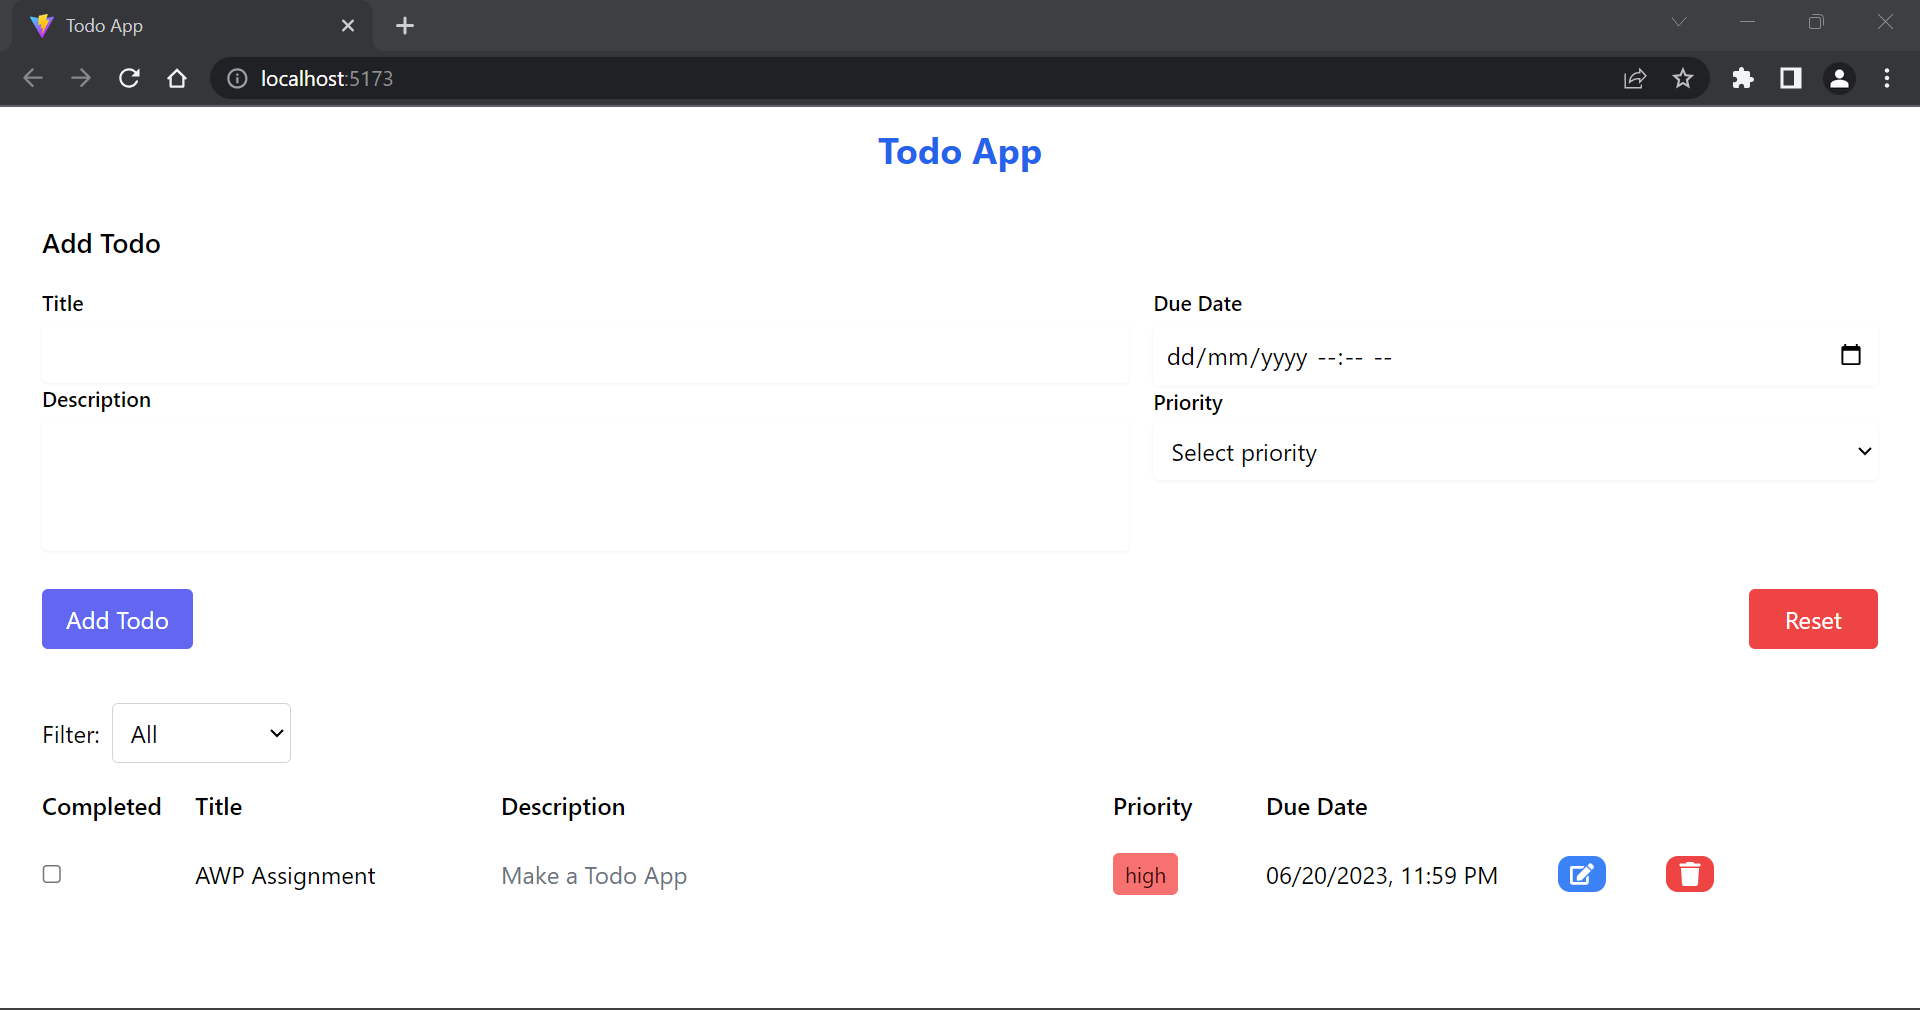 Todo App
localhost:5173
Todo App
Add Todo
Title
Due Date
dd/mm/yyyy --:-- --
Description
Priority
Select priority
Add Todo
Reset
Filter: All
Completed Title Description Priority Due Date
AWP Assignment Make a Todo App high 06/20/2023, 11:59 PM